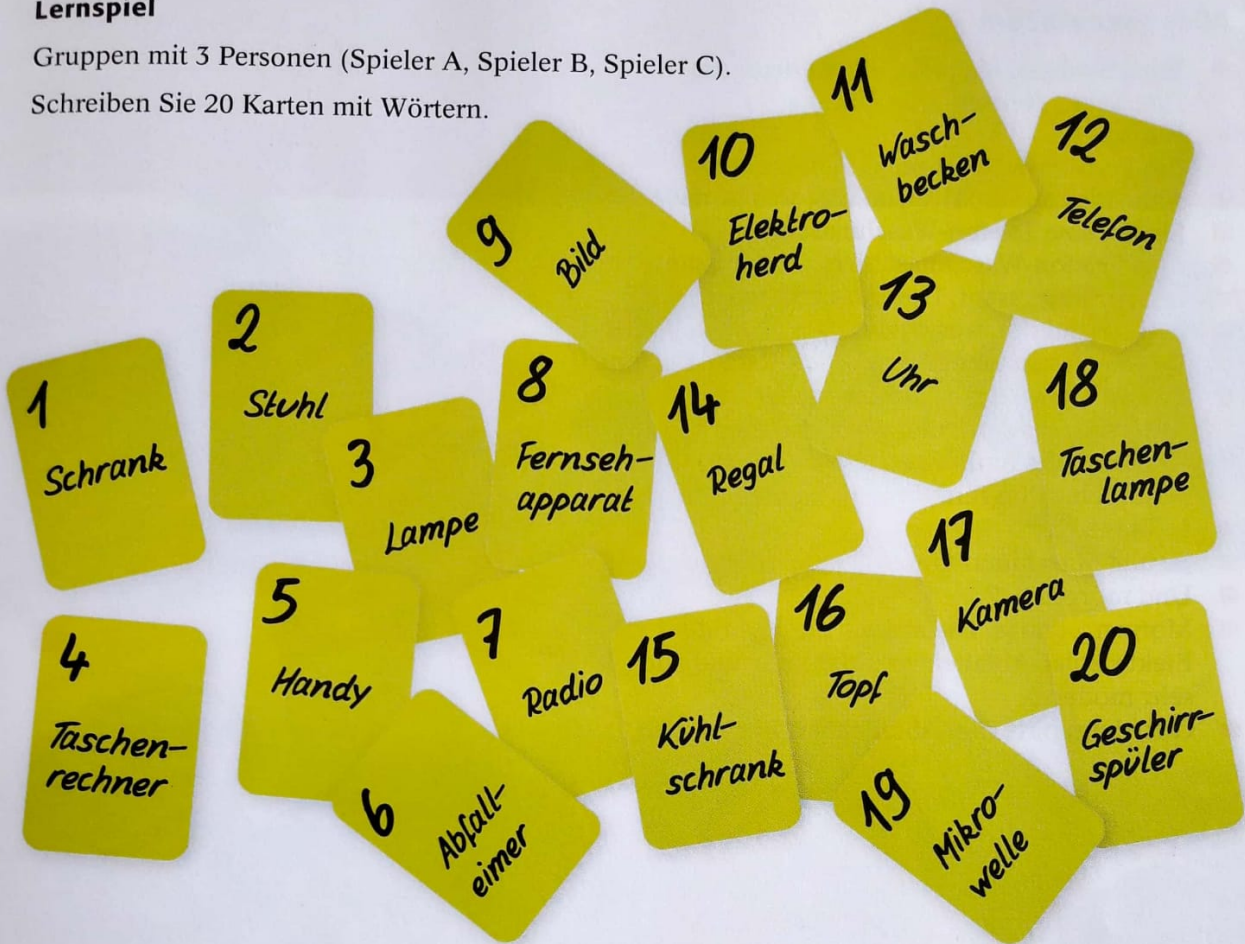 Lernspiel
Gruppen mit 3 Personen (Spieler A, Spieler B, Spieler C).
Schreiben Sie 20 Karten mit Wörtern.
1
Schrank
2
Stuhl
3
Lampe
4
Taschen-
rechner
5
Handy
6
Abfall-
eimer
7
Radio
8
Fernseh-
apparat
9
Bild
10
Elektro-
herd
11
Wasch-
becken
12
Telefon
13
Uhr
14
Regal
15
Kühl-
schrank
16
Topf
17
Kamera
18
Taschen-
lampe
19
Mikro-
welle
20
Geschirr-
spüler